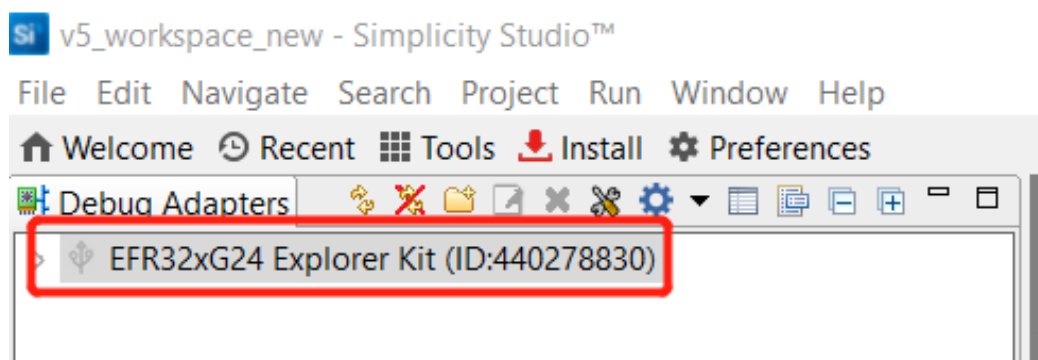 Si v5_workspace_new - Simplicity Studio™
File Edit Navigate Search Project Run Window Help
Welcome Recent Tools Install Preferences
Debug Adapters
EFR32xG24 Explorer Kit (ID:440278830)